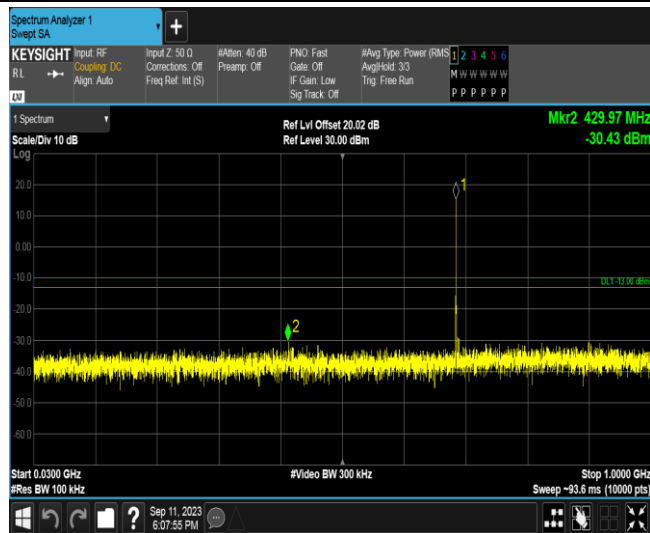 Spectrum Analyzer 1
Swept SA
+
KEYSIGHT
RL
LXI
Input: RF
Coupling: DC
Align: Auto
Input Z: 50 Ω
Corrections: Off
Freq Ref: Int (S)
#Atten: 40 dB
Preamp: Off
PNO: Fast
Gate: Off
IF Gain: Low
Sig Track: Off
#Avg Type: Power (RMS
Avg|Hold: 3/3
Trig: Free Run
1 2 3 4 5 6
M W W W W W
P P P P P P
1 Spectrum
Scale/Div 10 dB
Log
Ref Lvl Offset 20.02 dB
Ref Level 30.00 dBm
Mkr2 429.97 MHz
-30.43 dBm
20.0
10.0
0.00
-10.0
-20.0
-30.0
-40.0
-50.0
-60.0
1
2
DL1 -13.00 dBm
Start 0.0300 GHz
#Res BW 100 kHz
#Video BW 300 kHz
Stop 1.0000 GHz
Sweep ~93.6 ms (10000 pts)
?
Sep 11, 2023
6:07:55 PM